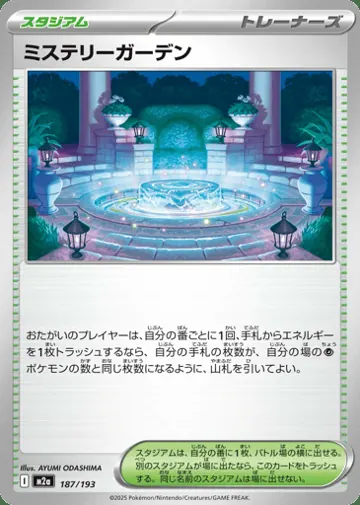 スタジアム
トレーナーズ
ミステリーガーデン
おたがいのプレイヤーは、自分の番ごとに1回、手札からエネルギー
を1枚トラッシュするなら、自分の手札の枚数が、自分の場の超
ポケモンの数と同じ枚数になるように、山札を引いてよい。
Illus. AYUMI ODASHIMA
I M2a 187/193
スタジアムは、自分の番に1枚、バトル場の横に出せる。
別のスタジアムが場に出たなら、このカードをトラッシュ
する。同じ名前のスタジアムは場に出せない。
©2025 Pokémon/Nintendo/Creatures/GAME FREAK.